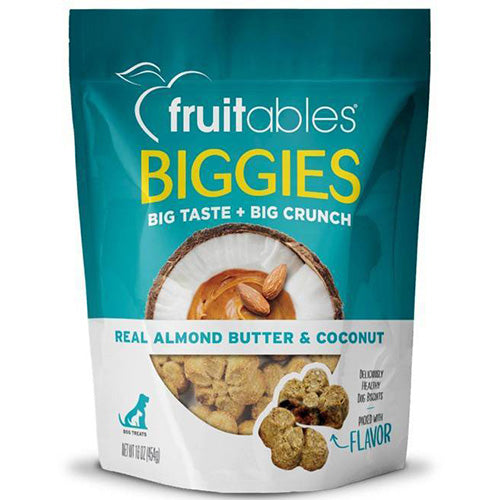 fruitables®
BIGGIES
BIG TASTE + BIG CRUNCH
REAL ALMOND BUTTER & COCONUT
DELICIOUSLY
HEALTHY
DOG BISCUITS
PACKED WITH
FLAVOR
DOG TREATS
NET WT 16 OZ (454g)